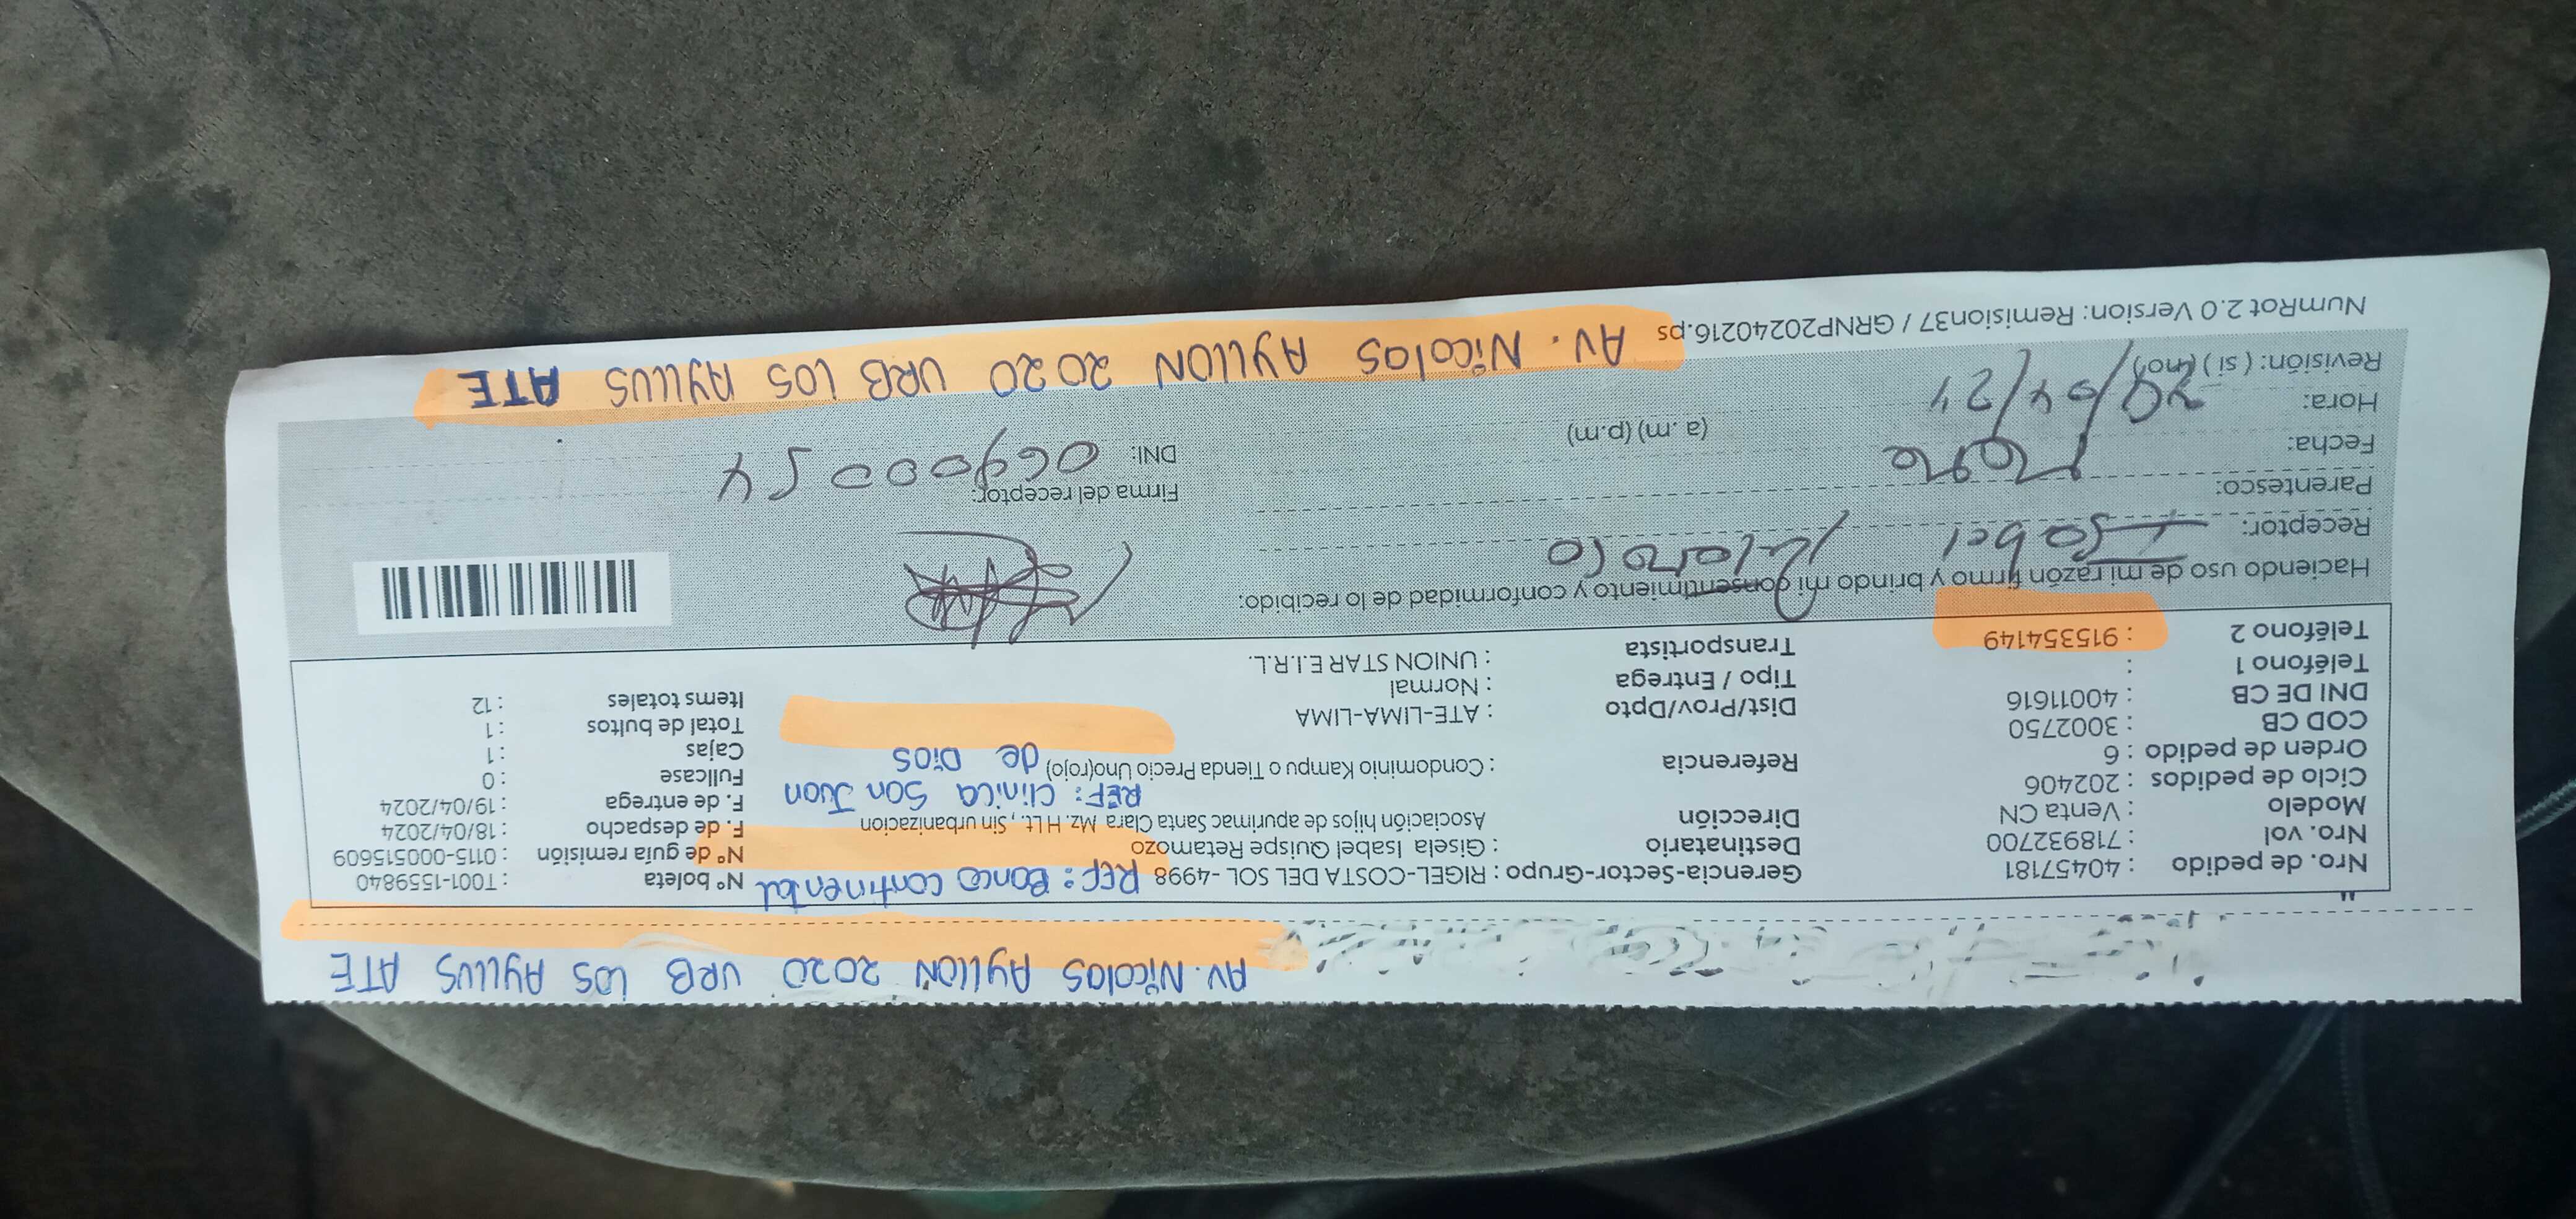 AV. Nicolas AYLLON 2020 URB LOS AYLLUS ATE
Nro. de pedido : 40457181
Nro. vol : 718932700
Modelo : Venta CN
Ciclo de pedidos : 202406
Orden de pedido : 6
COD CB : 3002750
DNI DE CB : 40011616
Teléfono 1 :
Teléfono 2 : 915354149
Gerencia-Sector-Grupo : RIGEL-COSTA DEL SOL -4998
REF: Banco continental
Destinatario : Gisela Isabel Quispe Retamozo
Dirección : Asociación hijos de apurimac Santa Clara Mz. H Lt. , Sin urbanizacion
REF: Clinica San Juan de Dios
Referencia : Condominio Kampu o Tienda Precio Uno(rojo)
Dist/Prov/Dpto : ATE-LIMA-LIMA
Tipo / Entrega : Normal
Transportista : UNION STAR E.I.R.L.
N° boleta : T001-1559840
N° de guía remisión : 0115-000515609
F. de despacho : 18/04/2024
F. de entrega : 19/04/2024
Fullcase : 0
Cajas : 1
Total de bultos : 1
Items totales : 12
Haciendo uso de mi razón firmo y brindo mi consentimiento y conformidad de lo recibido:
Receptor: Isabel
Parentesco:
Fecha:
Hora: (a .m) (p.m)
Revisión: ( si ) (no)
Firma del receptor:
DNI:
NumRot 2.0 Version: Remision37 / GRNP20240216.ps
AV. Nicolas AYLLON 2020 URB LOS AYLLUS ATE